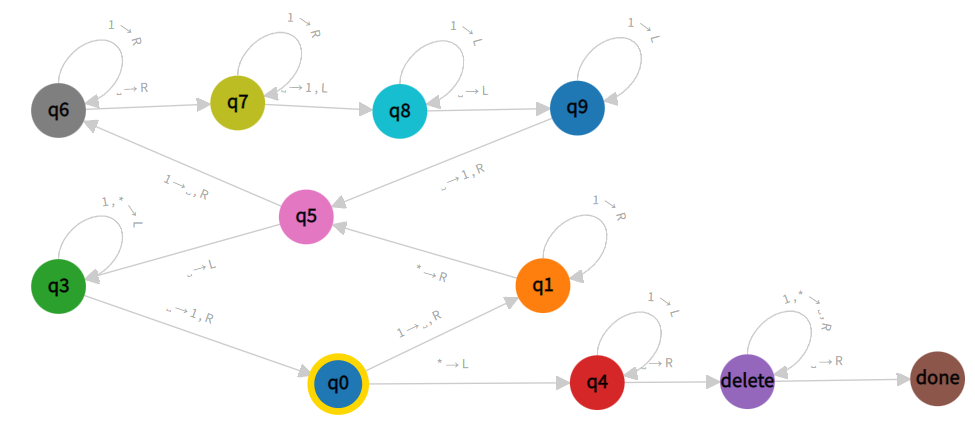 1→R
1→R
1→L
1→L
␣→R
␣→1,L
␣→L
q6
q7
q8
q9
1→␣,R
␣→1,R
1,*→L
q5
1→R
␣→L
*→R
q3
q1
␣→1,R
1→␣,R
1→L
1,*→␣,R
*→L
␣→R
␣→R
q0
q4
delete
done